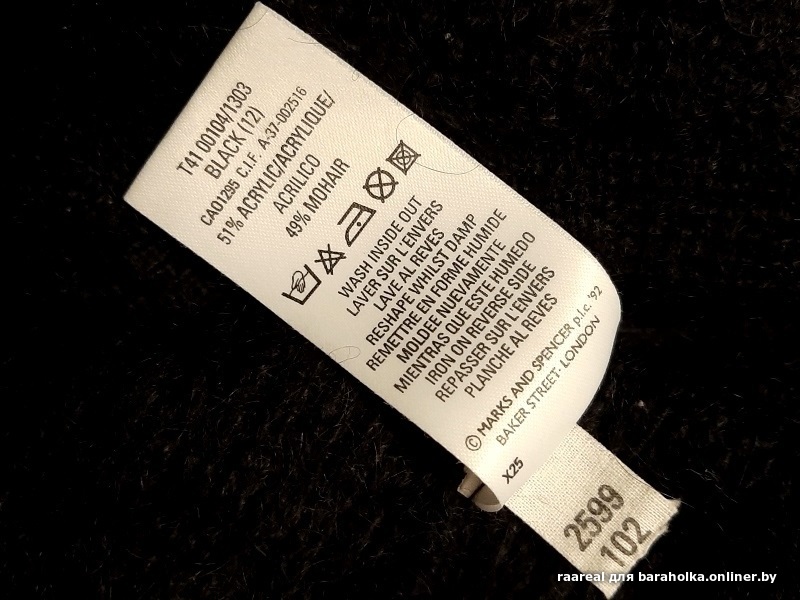 T41 00104/1303
BLACK (12)
CA01295 C.I.F. A-37-002516
51% ACRYLIC/ACRYLIQUE/
ACRILICO
49% MOHAIR
WASH INSIDE OUT
LAVER SUR L'ENVERS
LAVE AL REVES
RESHAPE WHILST DAMP
REMETTRE EN FORME HUMIDE
MOLDEE NUEVAMENTE
MIENTRAS QUE ESTE HUMEDO
IRON ON REVERSE SIDE
REPASSER SUR L'ENVERS
PLANCHE AL REVES
© MARKS AND SPENCER p.l.c. '92
BAKER STREET· LONDON
X25
2599
102
raareal для baraholka.onliner.by